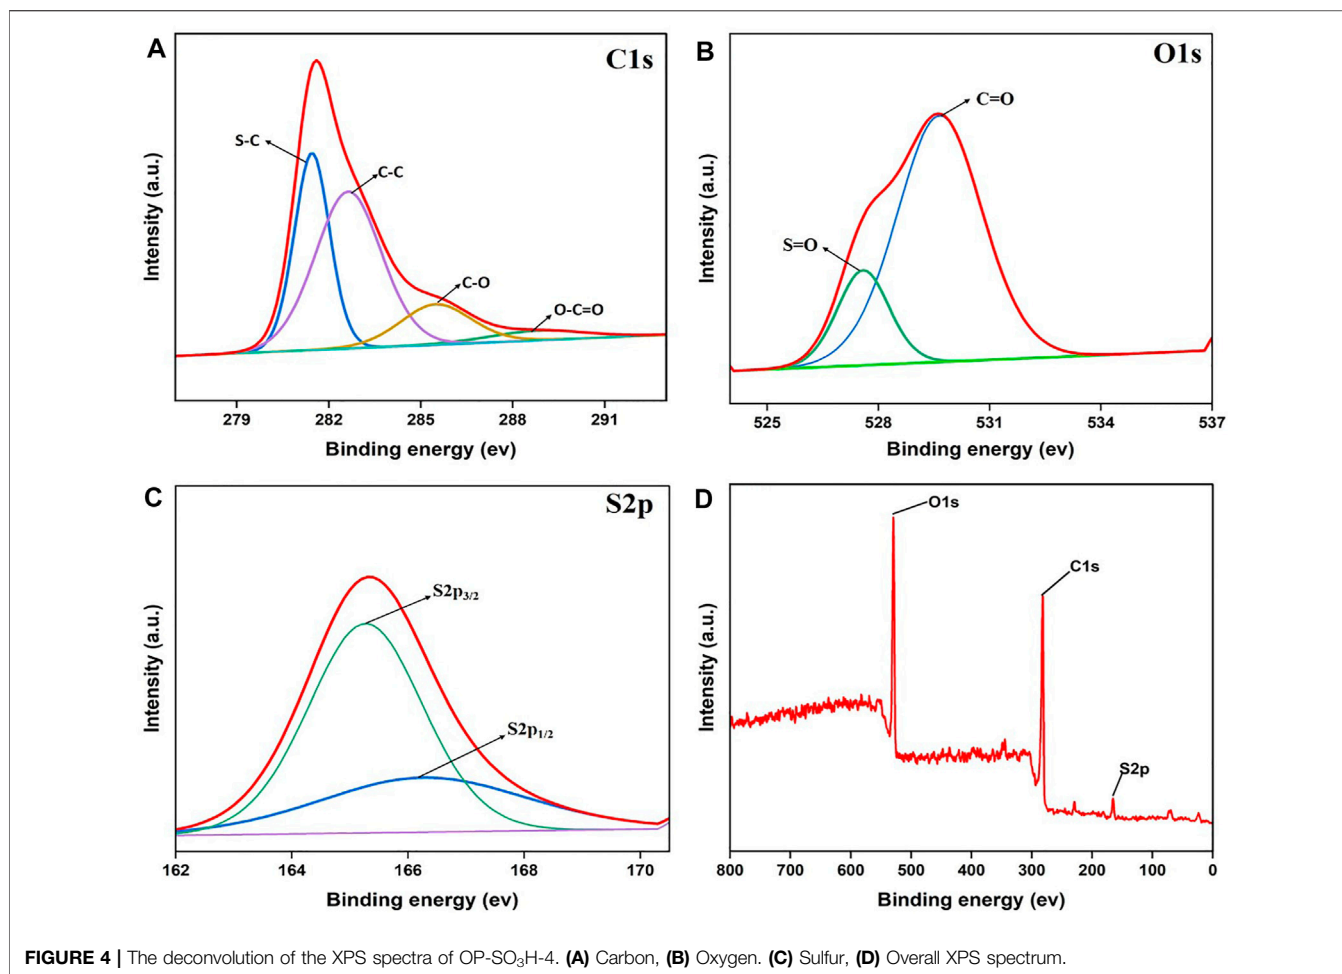 A
C1s
S-C
C-C
C-O
O-C=O
Intensity (a.u.)
279 282 285 288 291
Binding energy (ev)
B
O1s
C=O
S=O
Intensity (a.u.)
525 528 531 534 537
Binding energy (ev)
C
S2p
S2p3/2
S2p1/2
Intensity (a.u.)
162 164 166 168 170
Binding energy (ev)
D
O1s
C1s
S2p
Intensity (a.u.)
800 700 600 500 400 300 200 100 0
Binding energy (ev)
FIGURE 4 | The deconvolution of the XPS spectra of OP-SO3H-4. (A) Carbon, (B) Oxygen. (C) Sulfur, (D) Overall XPS spectrum.